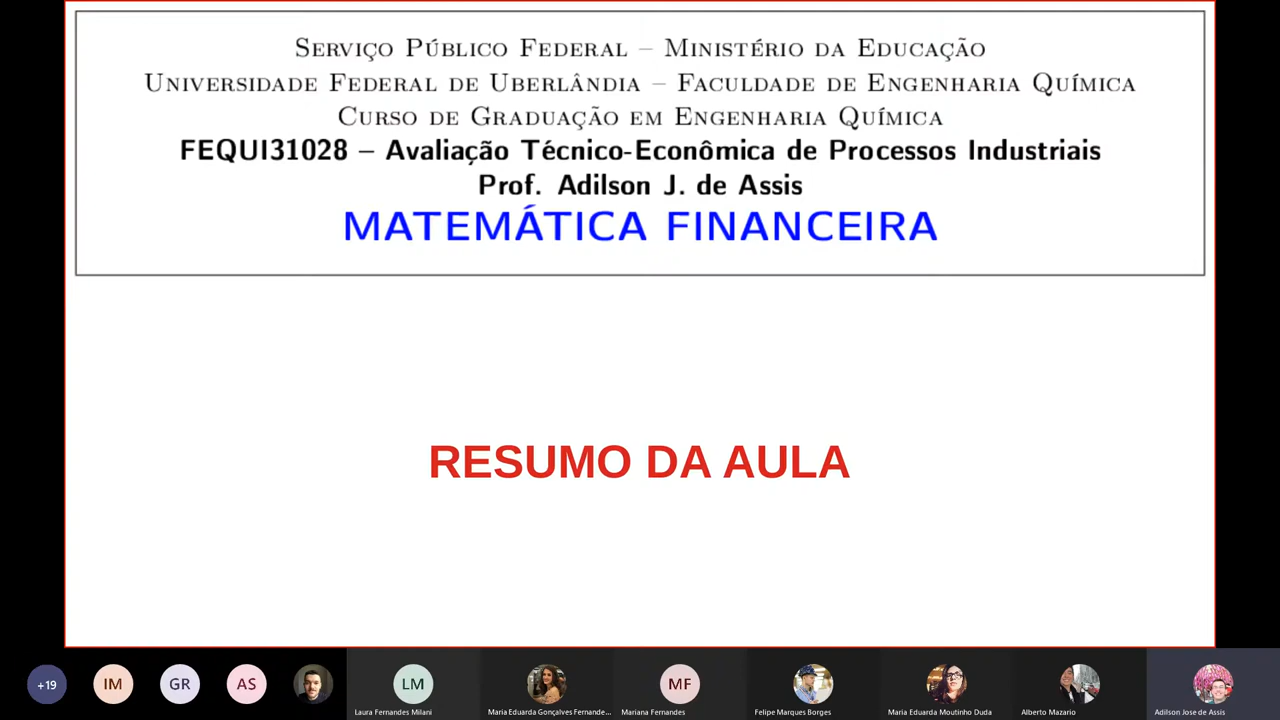 Serviço Público Federal – Ministério da Educação
Universidade Federal de Uberlândia – Faculdade de Engenharia Química
Curso de Graduação em Engenharia Química
FEQUI31028 – Avaliação Técnico-Econômica de Processos Industriais
Prof. Adilson J. de Assis
MATEMÁTICA FINANCEIRA
RESUMO DA AULA
+19
IM
GR
AS
LM
MF
Laura Fernandes Milani
Maria Eduarda Gonçalves Fernande...
Mariana Fernandes
Felipe Marques Borges
Maria Eduarda Moutinho Duda
Alberto Mazario
Adilson Jose de Assis